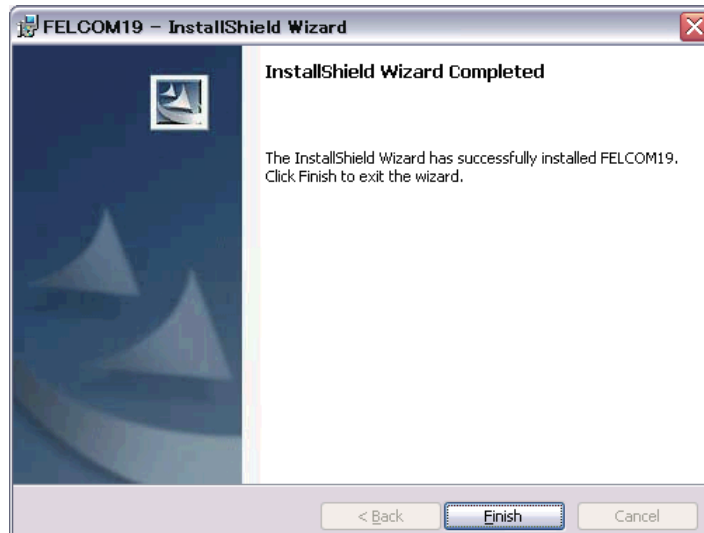 FELCOM19 - InstallShield Wizard
InstallShield Wizard Completed
The InstallShield Wizard has successfully installed FELCOM19.
Click Finish to exit the wizard.
< Back
Finish
Cancel